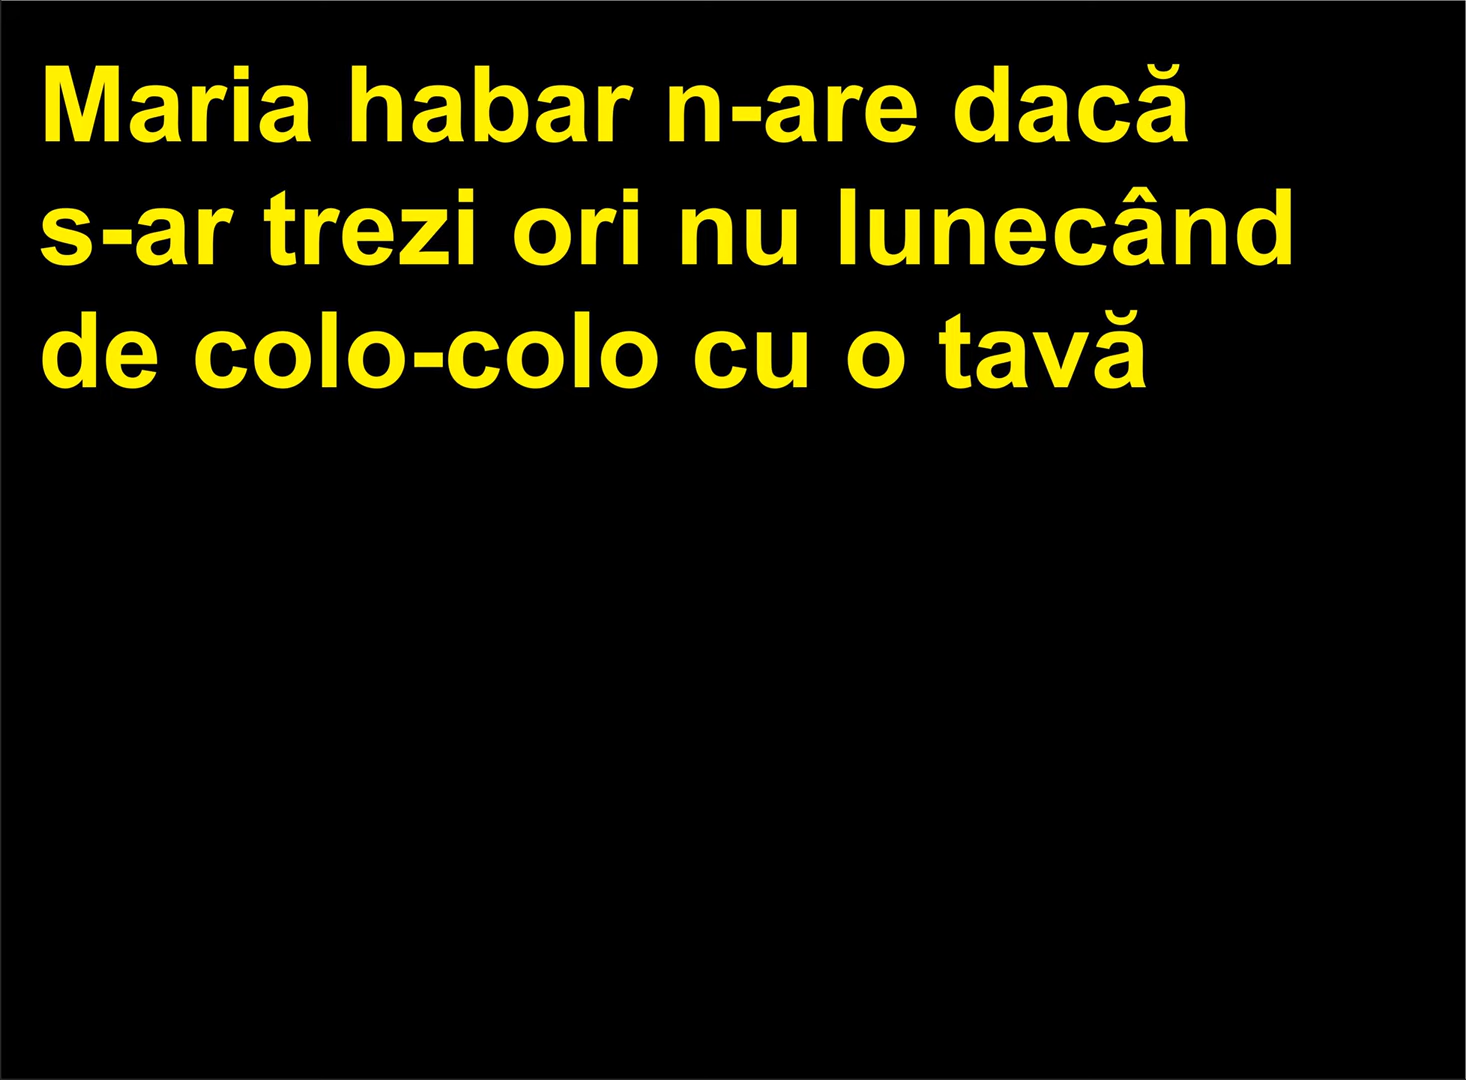 Maria habar n-are dacă
s-ar trezi ori nu lunecând
de colo-colo cu o tavă